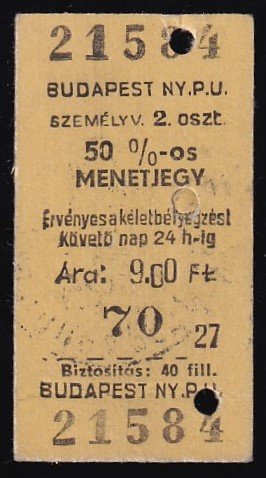 21584
BUDAPEST NY.P.U.
SZEMÉLYV. 2. oszt.
50 %-os
MENETJEGY
Érvényes a kéletbélyegzést
Követő nap 24 h-ig
Ára: 9.00 Ft
70
27
Biztósítás: 40 fill.
BUDAPEST NY.P.U.
21584